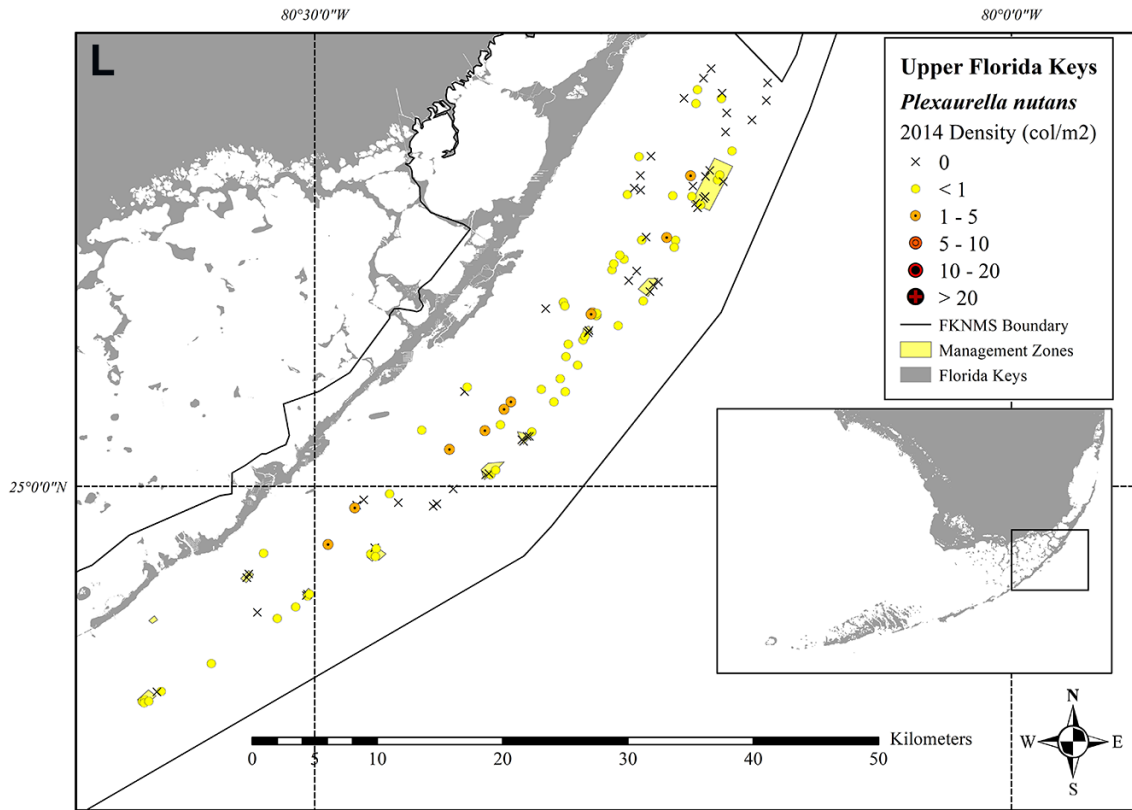 80°30'0"W
80°0'0"W
L
Upper Florida Keys
Plexaurella nutans
2014 Density (col/m2)
0
< 1
1 - 5
5 - 10
10 - 20
> 20
FKNMS Boundary
Management Zones
Florida Keys
25°0'0"N
N
W
E
S
Kilometers
0 5 10 20 30 40 50